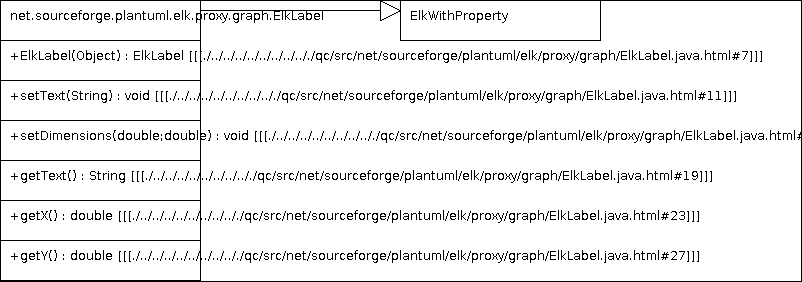 net.sourceforge.plantuml.elk.proxy.graph.ElkLabel
ElkWithProperty
+ElkLabel(Object) : ElkLabel [[[./../../../../../../../../../qc/src/net/sourceforge/plantuml/elk/proxy/graph/ElkLabel.java.html#7]]]
+setText(String) : void [[[./../../../../../../../../../qc/src/net/sourceforge/plantuml/elk/proxy/graph/ElkLabel.java.html#11]]]
+setDimensions(double;double) : void [[[./../../../../../../../../../qc/src/net/sourceforge/plantuml/elk/proxy/graph/ElkLabel.java.html#
+getText() : String [[[./../../../../../../../../../qc/src/net/sourceforge/plantuml/elk/proxy/graph/ElkLabel.java.html#19]]]
+getX() : double [[[./../../../../../../../../../qc/src/net/sourceforge/plantuml/elk/proxy/graph/ElkLabel.java.html#23]]]
+getY() : double [[[./../../../../../../../../../qc/src/net/sourceforge/plantuml/elk/proxy/graph/ElkLabel.java.html#27]]]